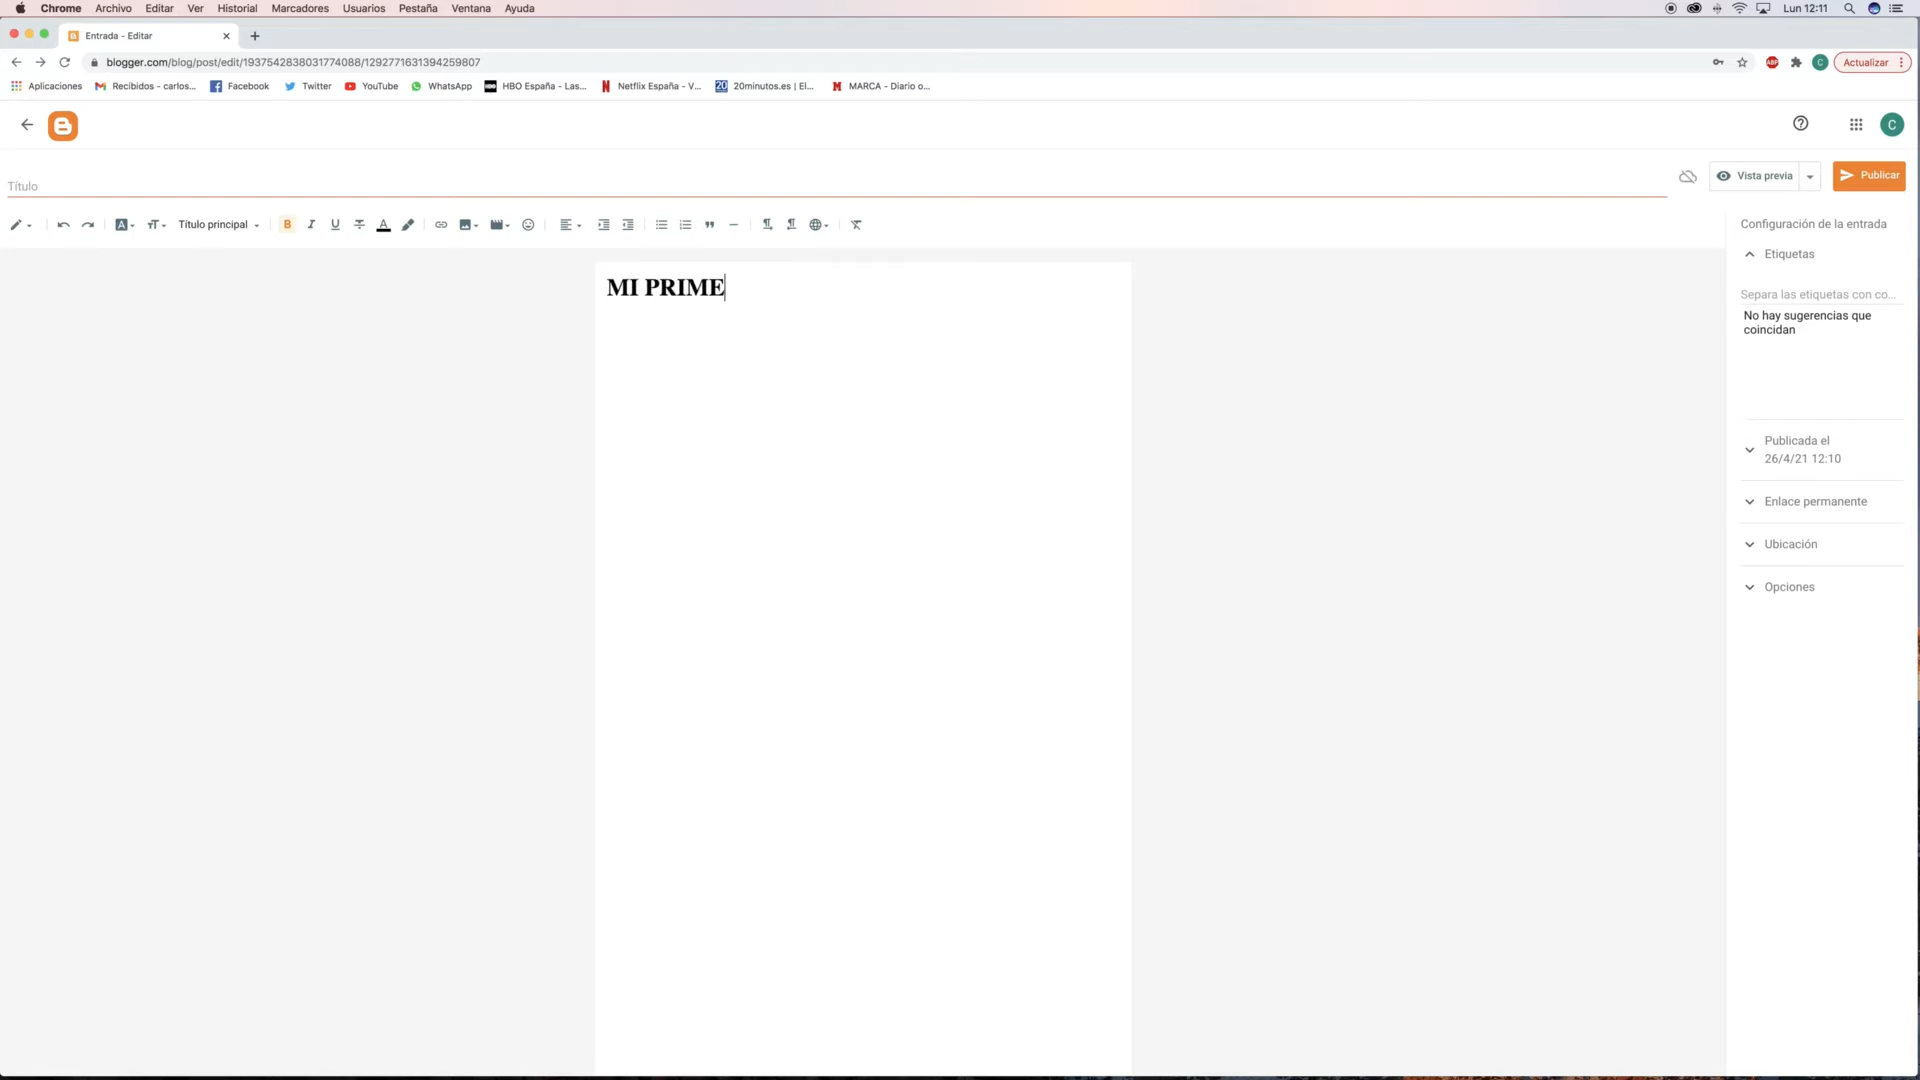 Chrome Archivo Editar Ver Historial Marcadores Usuarios Pestaña Ventana Ayuda Lun 12:11
Entrada - Editar
blogger.com/blog/post/edit/1937542838031774088/1292771631394259807 ABP C Actualizar
Aplicaciones Recibidos - carlos... Facebook Twitter YouTube WhatsApp HBO España - Las... Netflix España - V... 20minutos.es | El... MARCA - Diario o...
C
Título
Vista previa
Publicar
Título principal
B I U
Configuración de la entrada
Etiquetas
Separa las etiquetas con co...
No hay sugerencias que
coincidan
Publicada el
26/4/21 12:10
Enlace permanente
Ubicación
Opciones
MI PRIME